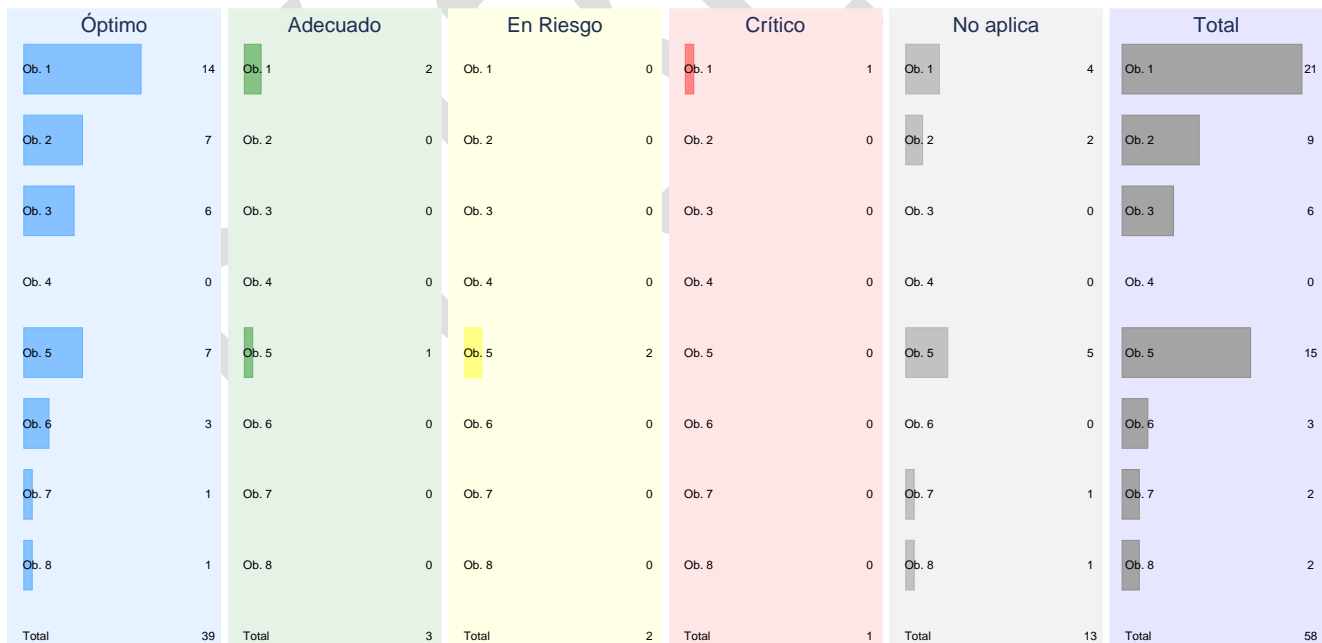 Óptimo Adecuado En Riesgo Crítico No aplica Total
Ob. 1 14 Ob. 1 2 Ob. 1 0 Ob. 1 1 Ob. 1 4 Ob. 1 21
Ob. 2 7 Ob. 2 0 Ob. 2 0 Ob. 2 0 Ob. 2 2 Ob. 2 9
Ob. 3 6 Ob. 3 0 Ob. 3 0 Ob. 3 0 Ob. 3 0 Ob. 3 6
Ob. 4 0 Ob. 4 0 Ob. 4 0 Ob. 4 0 Ob. 4 0 Ob. 4 0
Ob. 5 7 Ob. 5 1 Ob. 5 2 Ob. 5 0 Ob. 5 5 Ob. 5 15
Ob. 6 3 Ob. 6 0 Ob. 6 0 Ob. 6 0 Ob. 6 0 Ob. 6 3
Ob. 7 1 Ob. 7 0 Ob. 7 0 Ob. 7 0 Ob. 7 1 Ob. 7 2
Ob. 8 1 Ob. 8 0 Ob. 8 0 Ob. 8 0 Ob. 8 1 Ob. 8 2
Total 39 Total 3 Total 2 Total 1 Total 13 Total 58